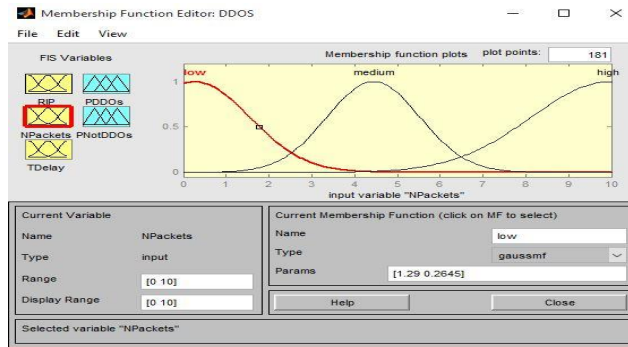 Membership Function Editor: DDOS
File Edit View
FIS Variables
Membership function plots plot points: 181
RIP PDDOs
NPackets PNotDDOs
TDelay
low medium high
1
0.5
0
0 1 2 3 4 5 6 7 8 9 10
input variable "NPackets"
Current Variable
Name NPackets
Type input
Range [0 10]
Display Range [0 10]
Current Membership Function (click on MF to select)
Name low
Type gaussmf
Params [1.29 0.2645]
Help Close
Selected variable "NPackets"